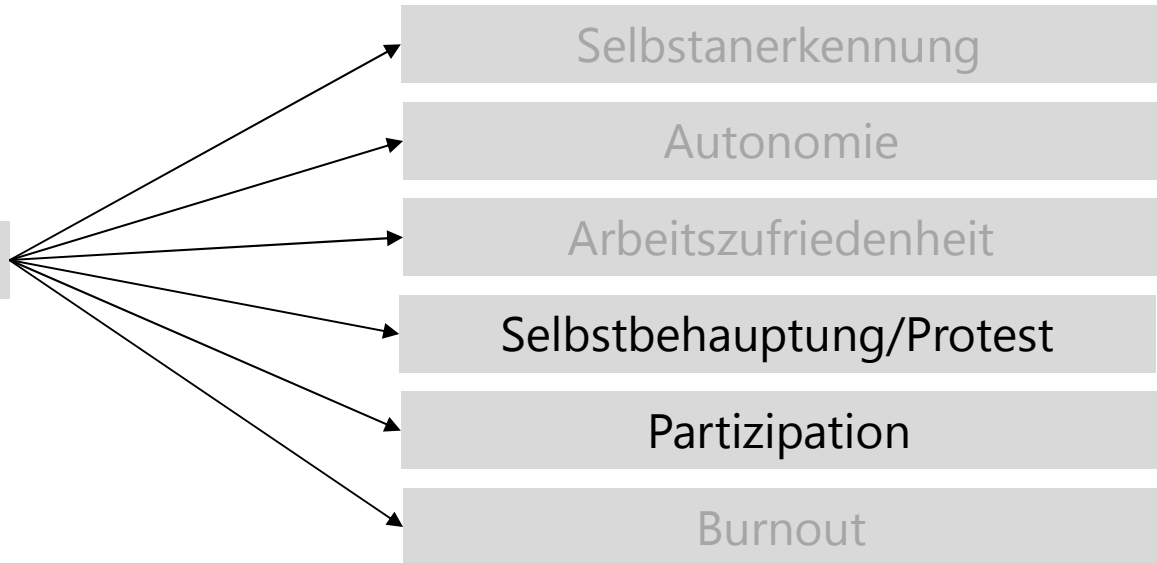 Selbstanerkennung
Autonomie
Arbeitszufriedenheit
Selbstbehauptung/Protest
Partizipation
Burnout